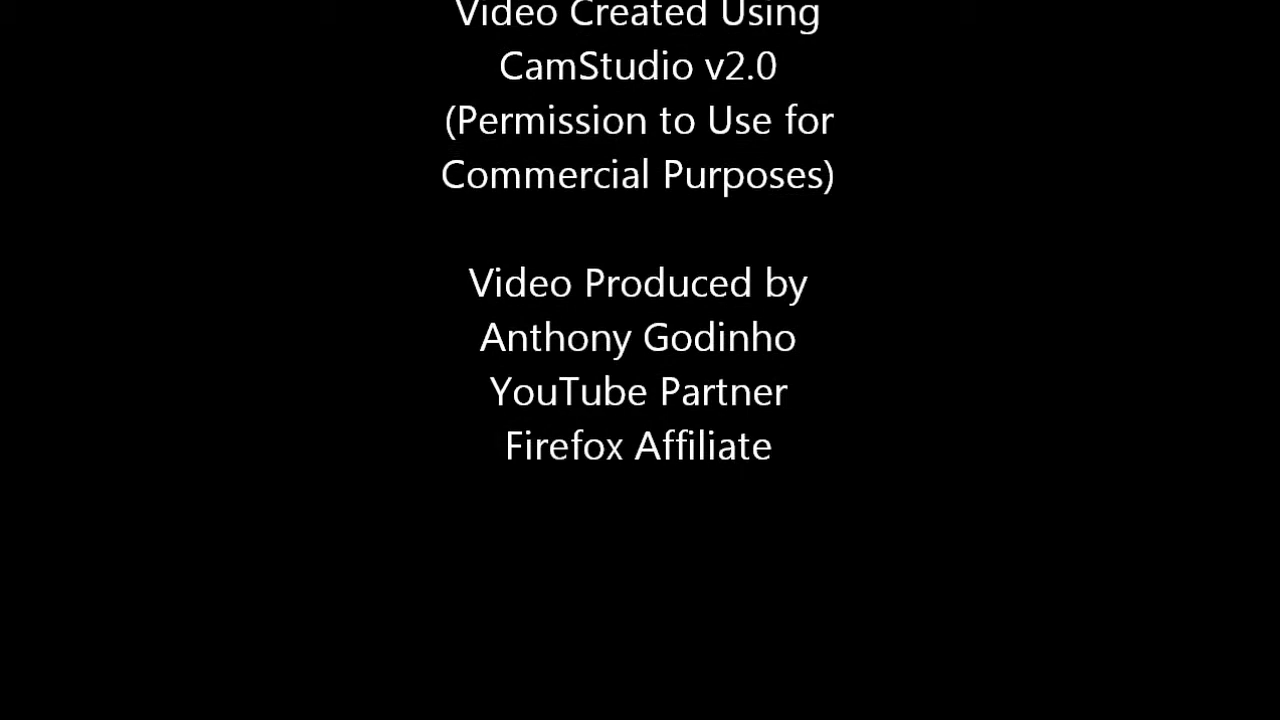 Video Created Using
CamStudio v2.0
(Permission to Use for
Commercial Purposes)
Video Produced by
Anthony Godinho
YouTube Partner
Firefox Affiliate